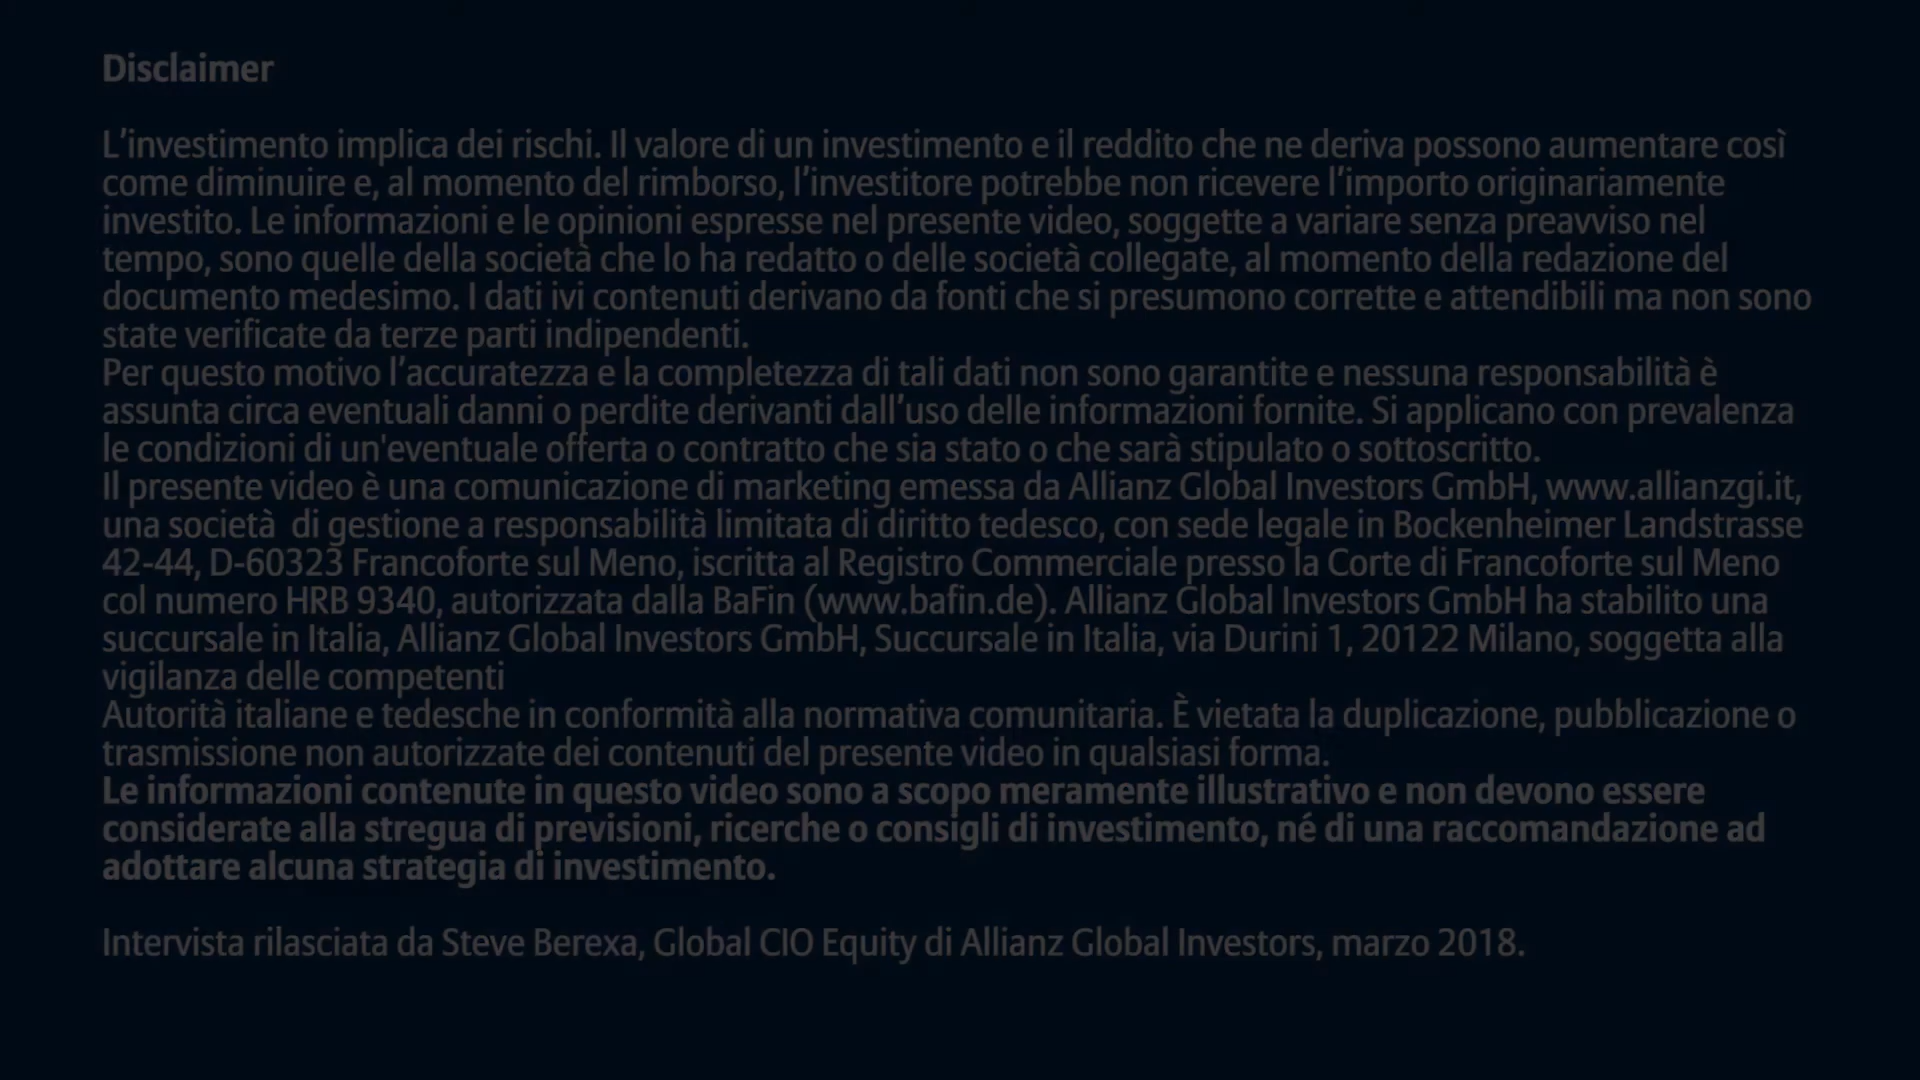 Disclaimer
L’investimento implica dei rischi. Il valore di un investimento e il reddito che ne deriva possono aumentare così
come diminuire e, al momento del rimborso, l’investitore potrebbe non ricevere l’importo originariamente
investito. Le informazioni e le opinioni espresse nel presente video, soggette a variare senza preavviso nel
tempo, sono quelle della società che lo ha redatto o delle società collegate, al momento della redazione del
documento medesimo. I dati ivi contenuti derivano da fonti che si presumono corrette e attendibili ma non sono
state verificate da terze parti indipendenti.
Per questo motivo l’accuratezza e la completezza di tali dati non sono garantite e nessuna responsabilità è
assunta circa eventuali danni o perdite derivanti dall’uso delle informazioni fornite. Si applicano con prevalenza
le condizioni di un'eventuale offerta o contratto che sia stato o che sarà stipulato o sottoscritto.
Il presente video è una comunicazione di marketing emessa da Allianz Global Investors GmbH, www.allianzgi.it,
una società  di gestione a responsabilità limitata di diritto tedesco, con sede legale in Bockenheimer Landstrasse
42-44, D-60323 Francoforte sul Meno, iscritta al Registro Commerciale presso la Corte di Francoforte sul Meno
col numero HRB 9340, autorizzata dalla BaFin (www.bafin.de). Allianz Global Investors GmbH ha stabilito una
succursale in Italia, Allianz Global Investors GmbH, Succursale in Italia, via Durini 1, 20122 Milano, soggetta alla
vigilanza delle competenti
Autorità italiane e tedesche in conformità alla normativa comunitaria. È vietata la duplicazione, pubblicazione o
trasmissione non autorizzate dei contenuti del presente video in qualsiasi forma.
Le informazioni contenute in questo video sono a scopo meramente illustrativo e non devono essere
considerate alla stregua di previsioni, ricerche o consigli di investimento, né di una raccomandazione ad
adottare alcuna strategia di investimento.
Intervista rilasciata da Steve Berexa, Global CIO Equity di Allianz Global Investors, marzo 2018.